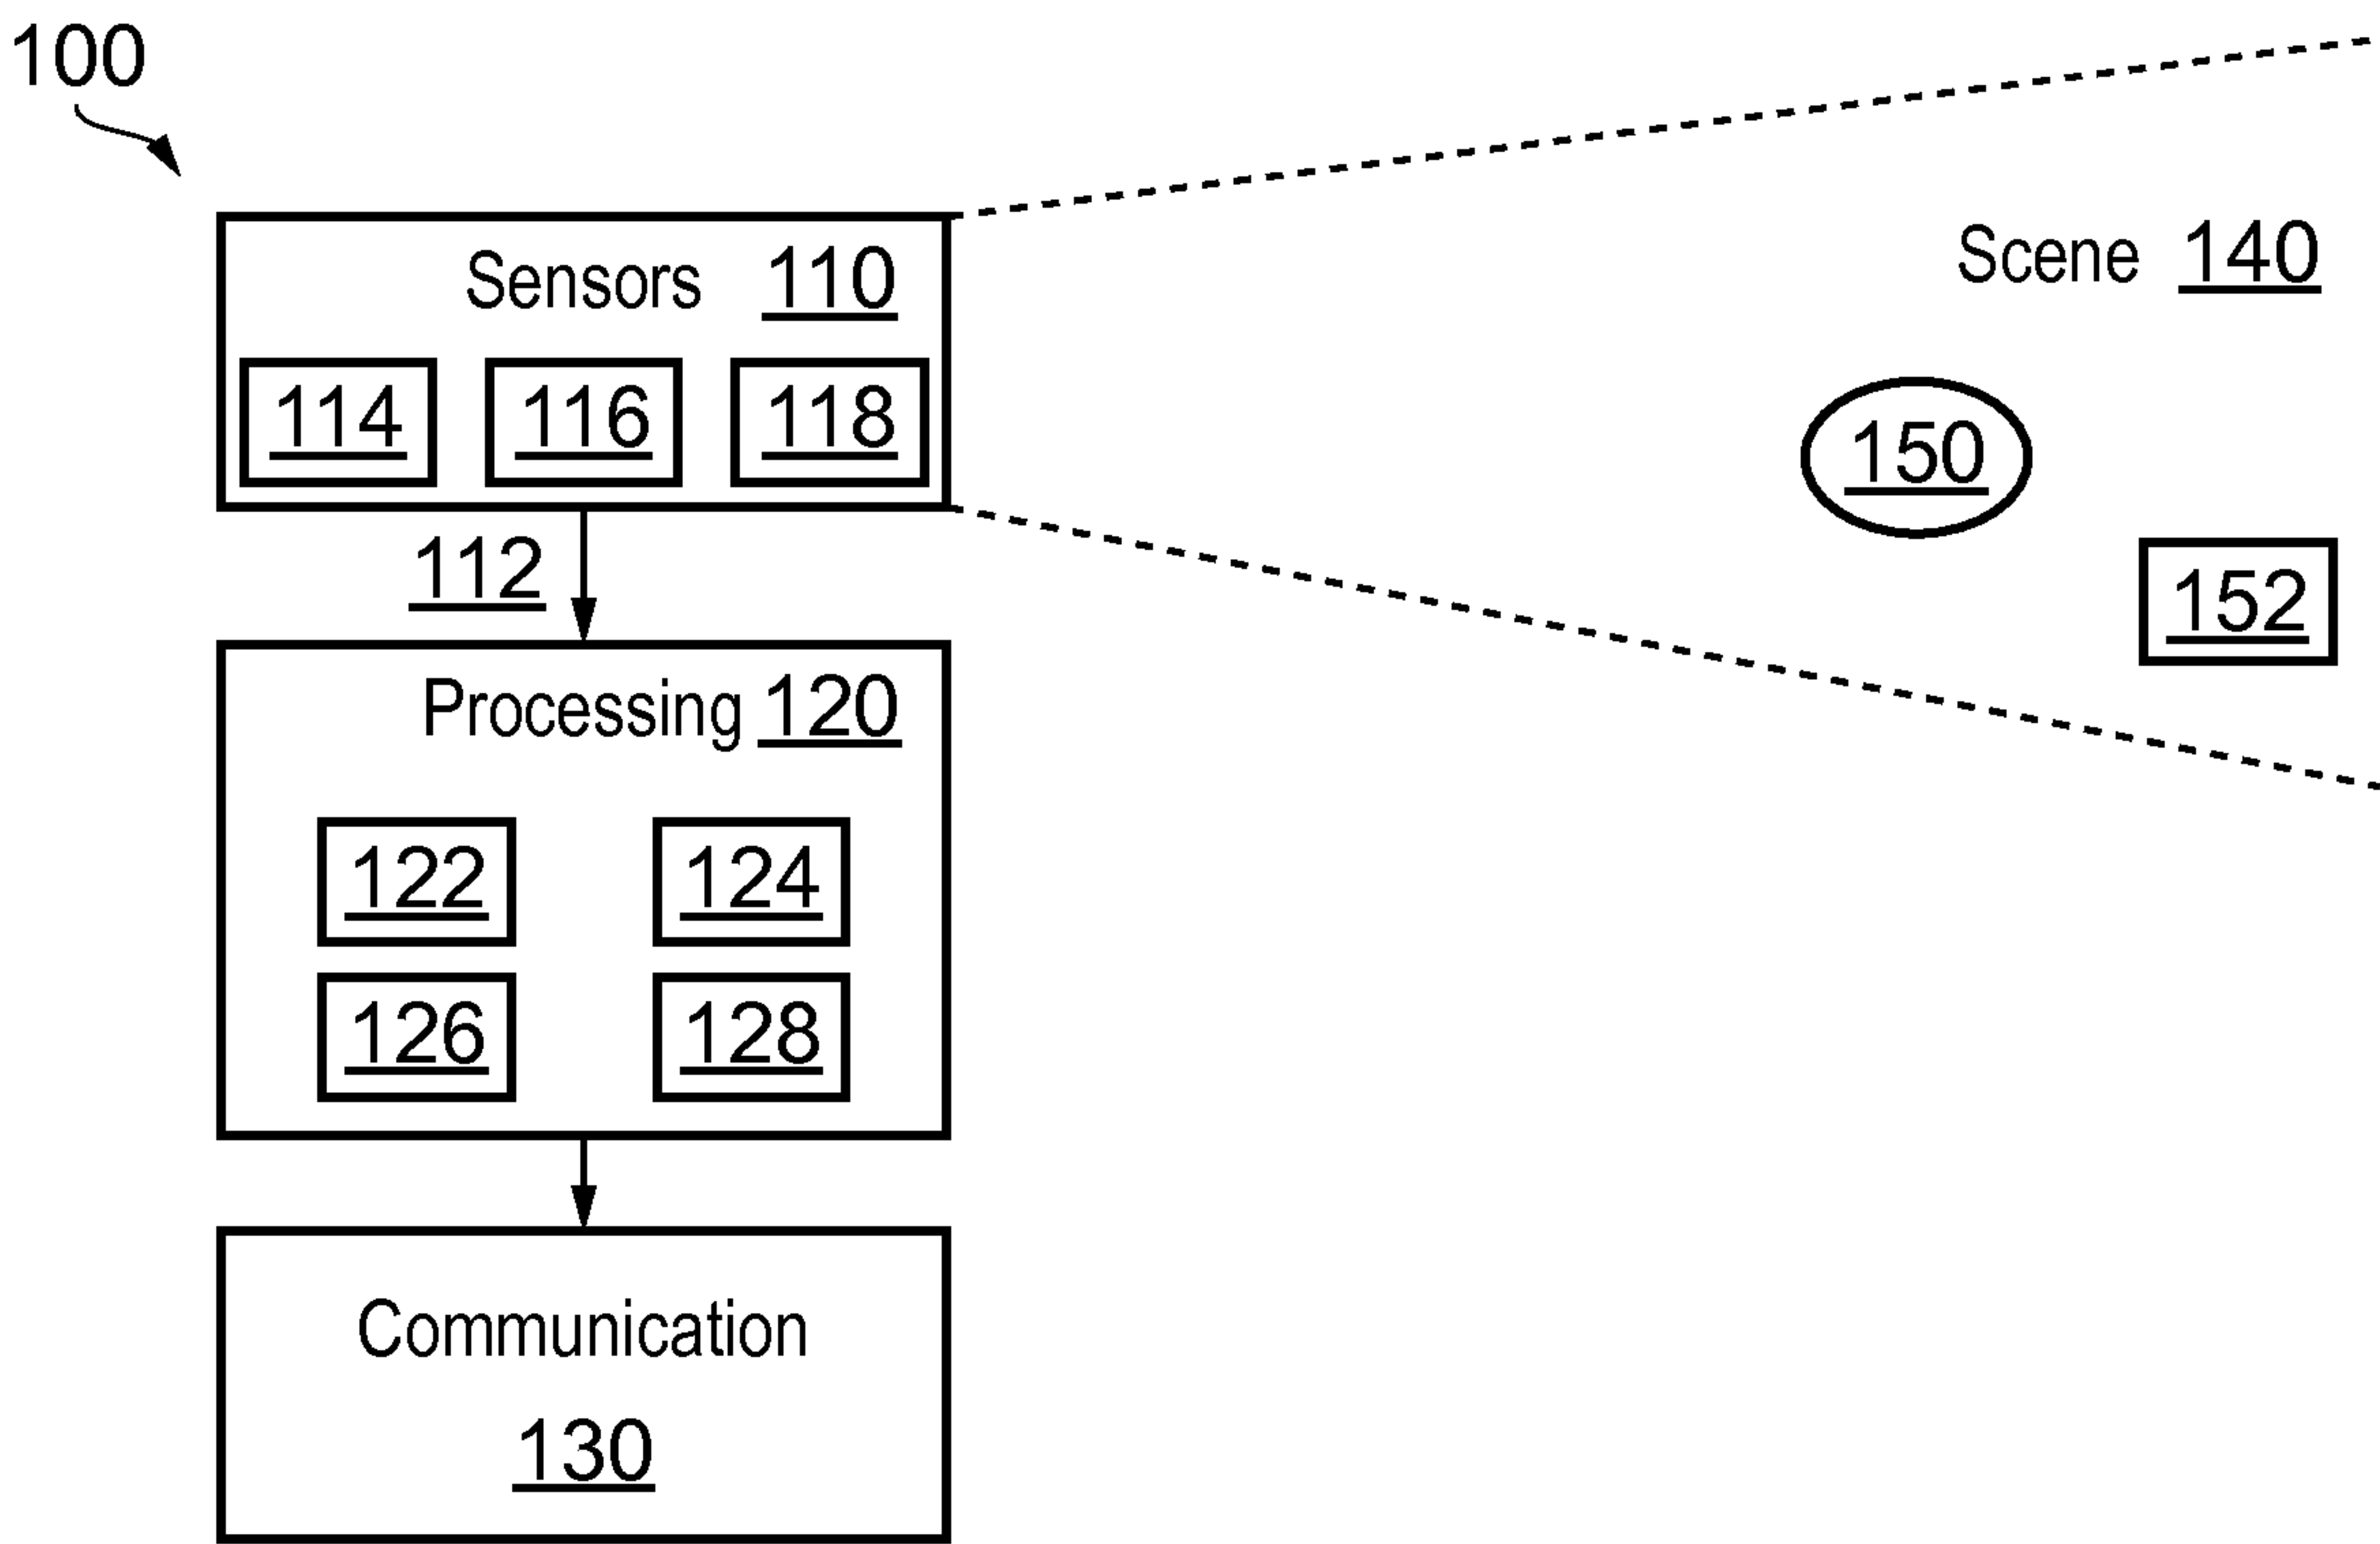 100
Sensors 110
114 116 118
112
Processing 120
122 124
126 128
Communication
130
Scene 140
150
152